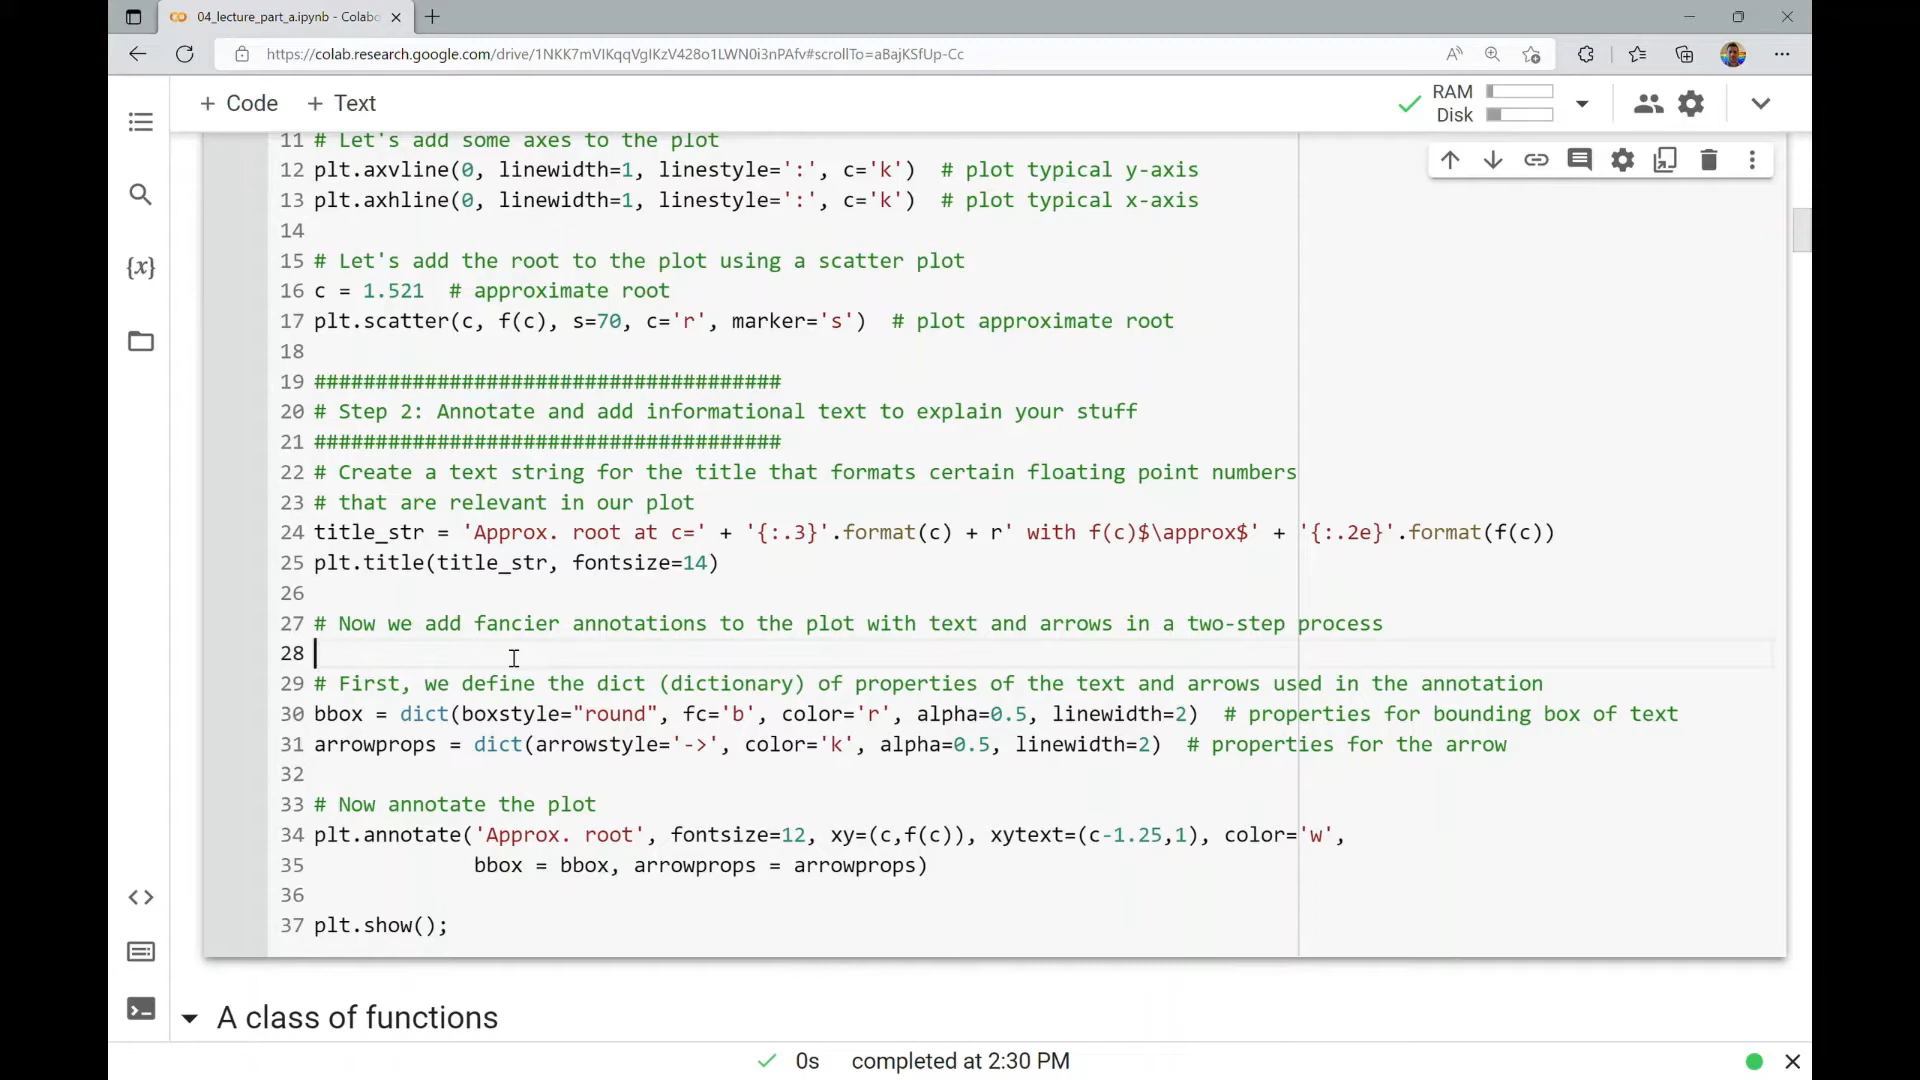 04_lecture_part_a.ipynb - Colabo
https://colab.research.google.com/drive/1NKK7mVIKqqVgIKzV428o1LWN0i3nPAfv#scrollTo=aBajKSfUp-Cc
+ Code + Text
RAM
Disk
11 # Let's add some axes to the plot
12 plt.axvline(0, linewidth=1, linestyle=':', c='k')  # plot typical y-axis
13 plt.axhline(0, linewidth=1, linestyle=':', c='k')  # plot typical x-axis
14
15 # Let's add the root to the plot using a scatter plot
16 c = 1.521  # approximate root
17 plt.scatter(c, f(c), s=70, c='r', marker='s')  # plot approximate root
18
19 ######################################
20 # Step 2: Annotate and add informational text to explain your stuff
21 ######################################
22 # Create a text string for the title that formats certain floating point numbers
23 # that are relevant in our plot
24 title_str = 'Approx. root at c=' + '{:.3}'.format(c) + r' with f(c)$\approx$' + '{:.2e}'.format(f(c))
25 plt.title(title_str, fontsize=14)
26
27 # Now we add fancier annotations to the plot with text and arrows in a two-step process
28
29 # First, we define the dict (dictionary) of properties of the text and arrows used in the annotation
30 bbox = dict(boxstyle="round", fc='b', color='r', alpha=0.5, linewidth=2)  # properties for bounding box of text
31 arrowprops = dict(arrowstyle='->', color='k', alpha=0.5, linewidth=2)  # properties for the arrow
32
33 # Now annotate the plot
34 plt.annotate('Approx. root', fontsize=12, xy=(c,f(c)), xytext=(c-1.25,1), color='w',
35              bbox = bbox, arrowprops = arrowprops)
36
37 plt.show();
A class of functions
0s completed at 2:30 PM